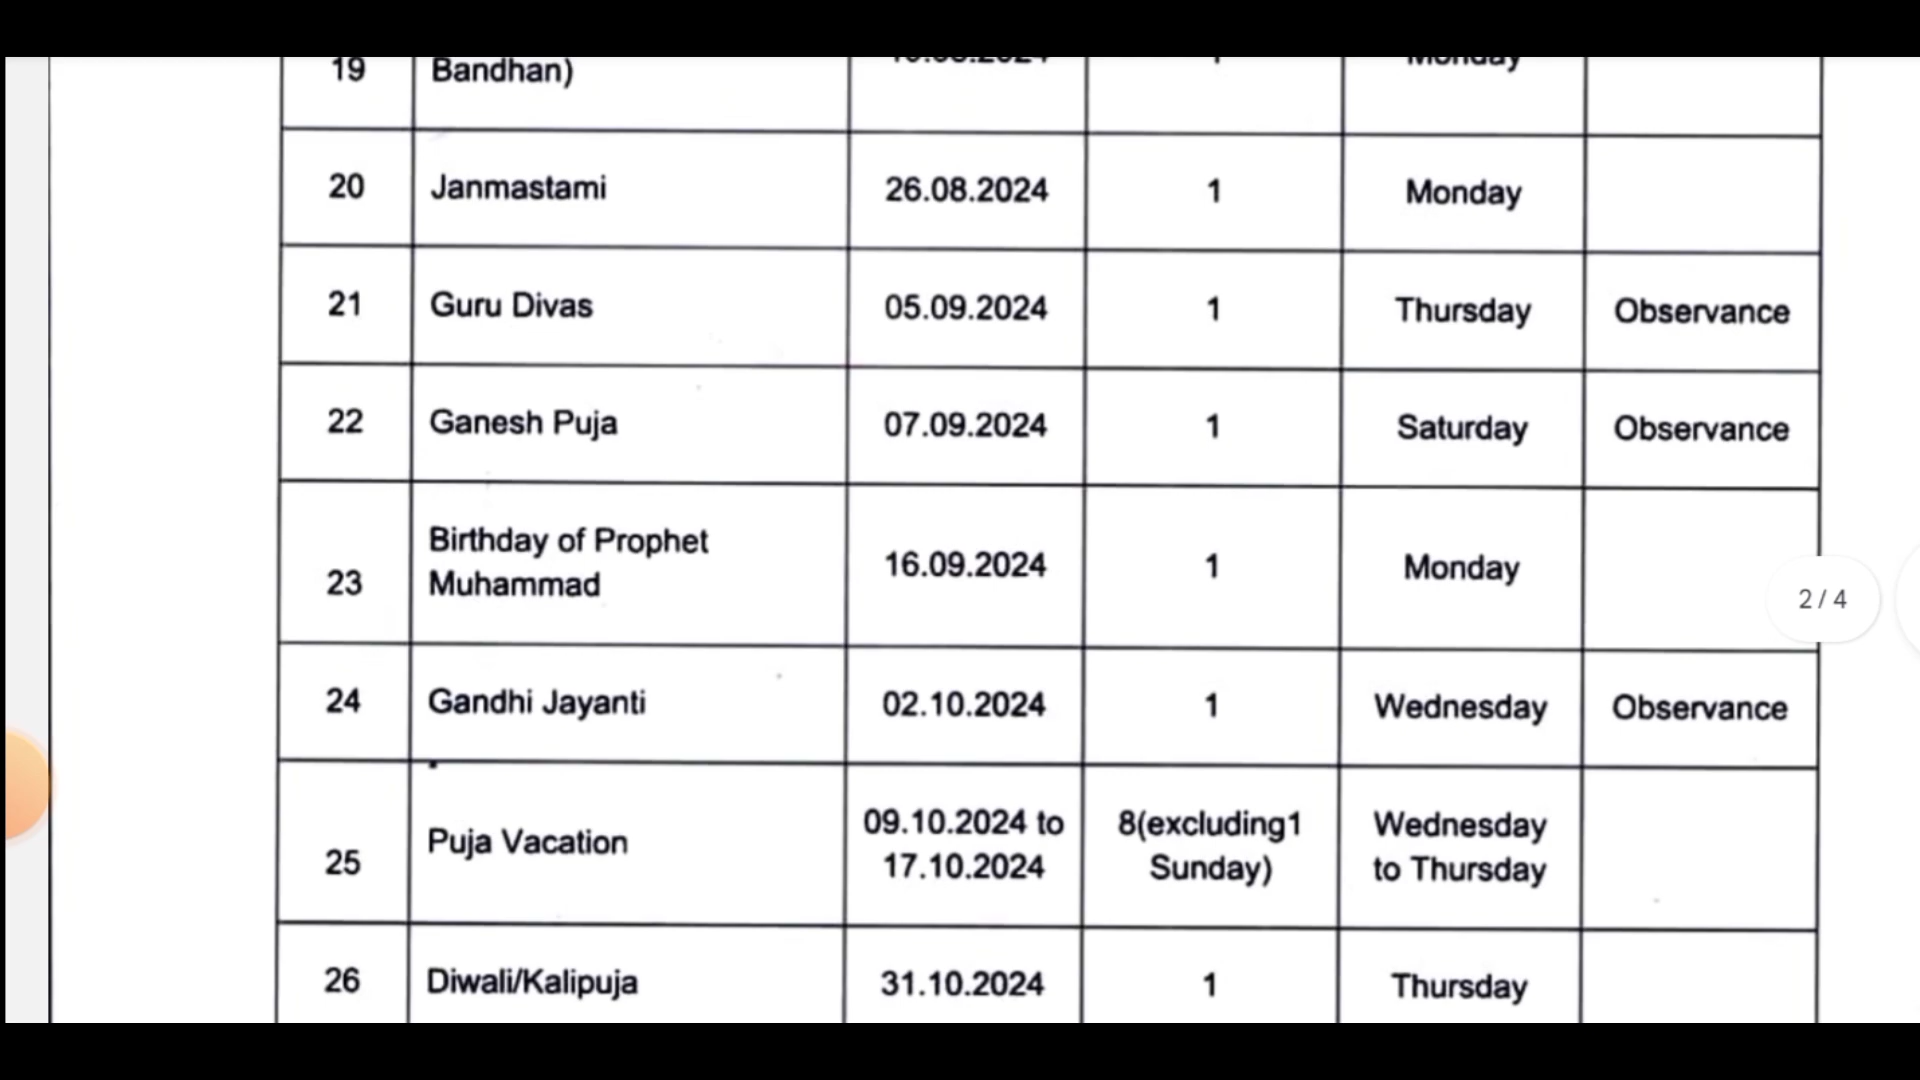 19 Bandhan) Monday
20 Janmastami 26.08.2024 1 Monday
21 Guru Divas 05.09.2024 1 Thursday Observance
22 Ganesh Puja 07.09.2024 1 Saturday Observance
Birthday of Prophet
23 Muhammad 16.09.2024 1 Monday
2 / 4
24 Gandhi Jayanti 02.10.2024 1 Wednesday Observance
09.10.2024 to 8(excluding1 Wednesday
25 Puja Vacation 17.10.2024 Sunday) to Thursday
26 Diwali/Kalipuja 31.10.2024 1 Thursday